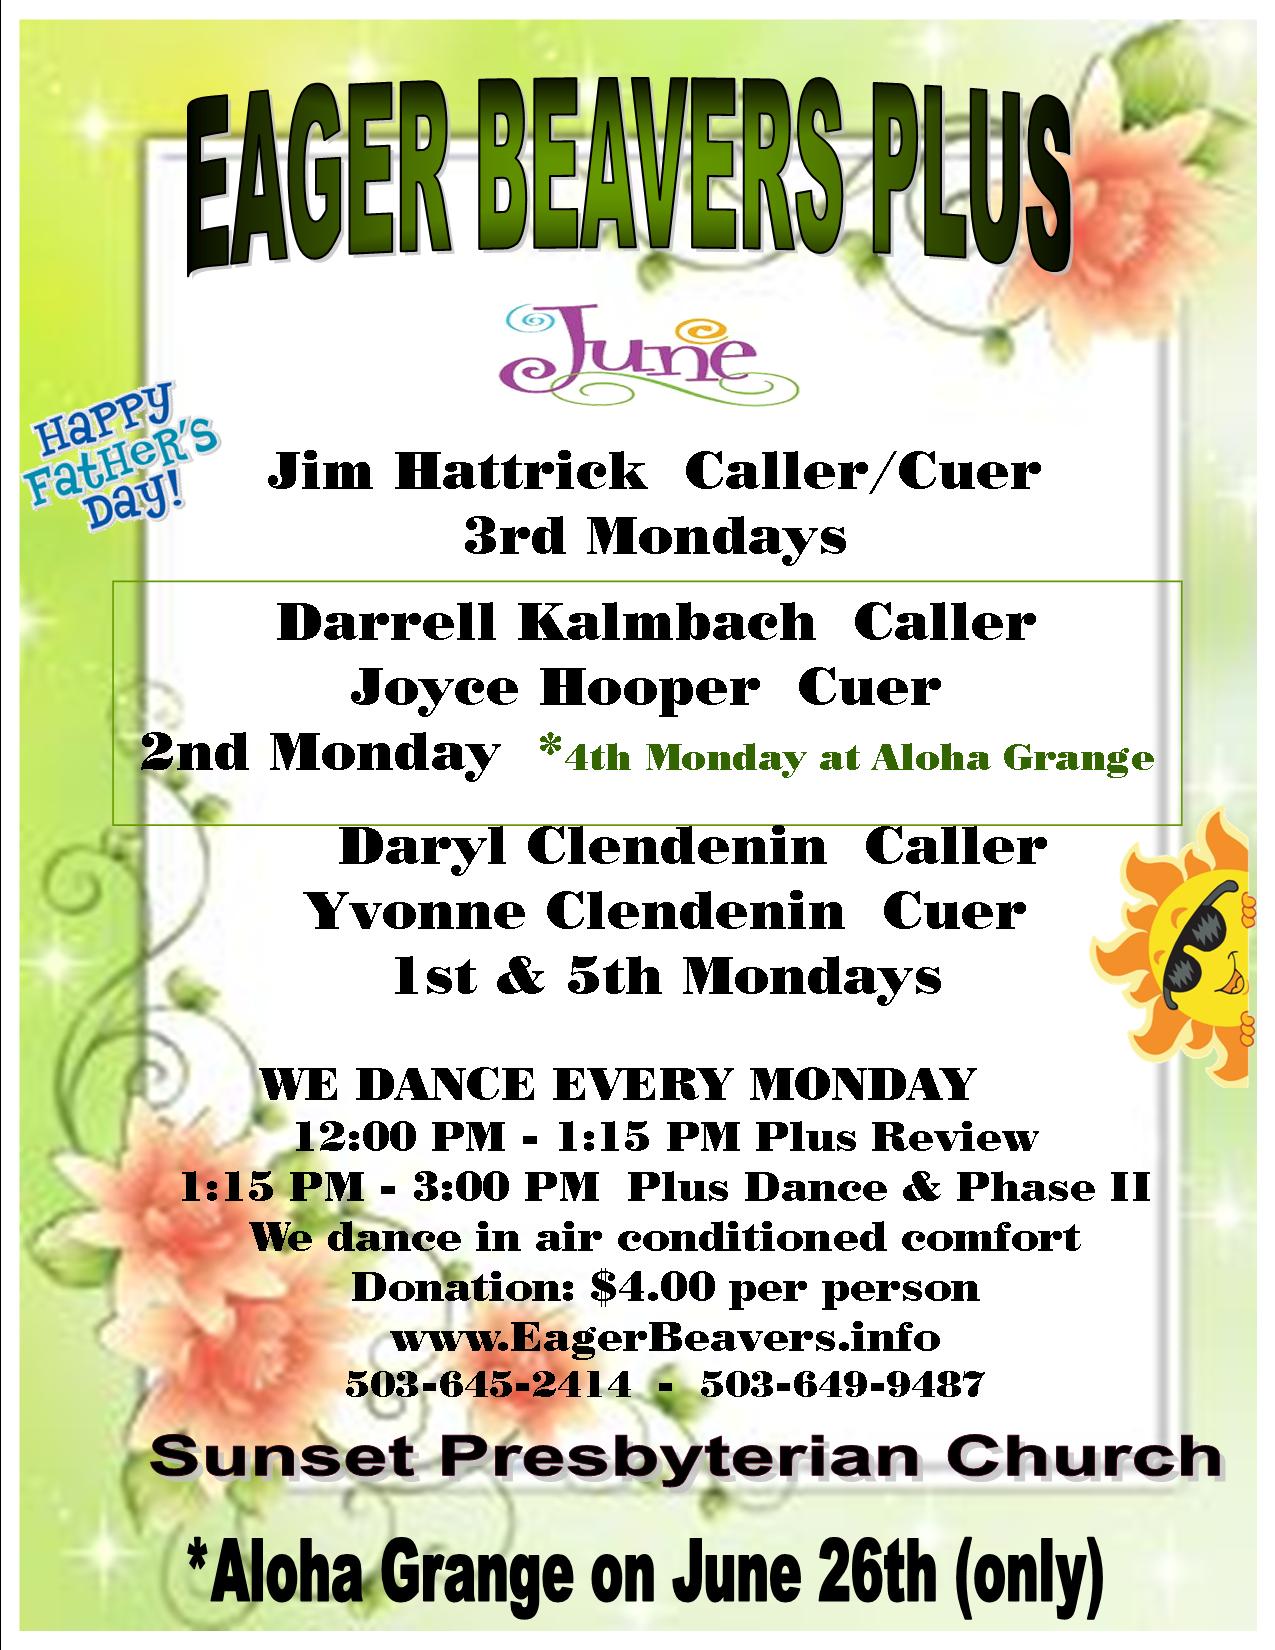 EAGER BEAVERS PLUS
June
HAPPY
FATHER'S
DAY!
Jim Hattrick  Caller/Cuer
3rd Mondays
Darrell Kalmbach  Caller
Joyce Hooper  Cuer
2nd Monday  *4th Monday at Aloha Grange
Daryl Clendenin  Caller
Yvonne Clendenin  Cuer
1st & 5th Mondays
WE DANCE EVERY MONDAY
12:00 PM - 1:15 PM Plus Review
1:15 PM - 3:00 PM  Plus Dance & Phase II
We dance in air conditioned comfort
Donation: $4.00 per person
www.EagerBeavers.info
503-645-2414  -  503-649-9487
Sunset Presbyterian Church
*Aloha Grange on June 26th (only)